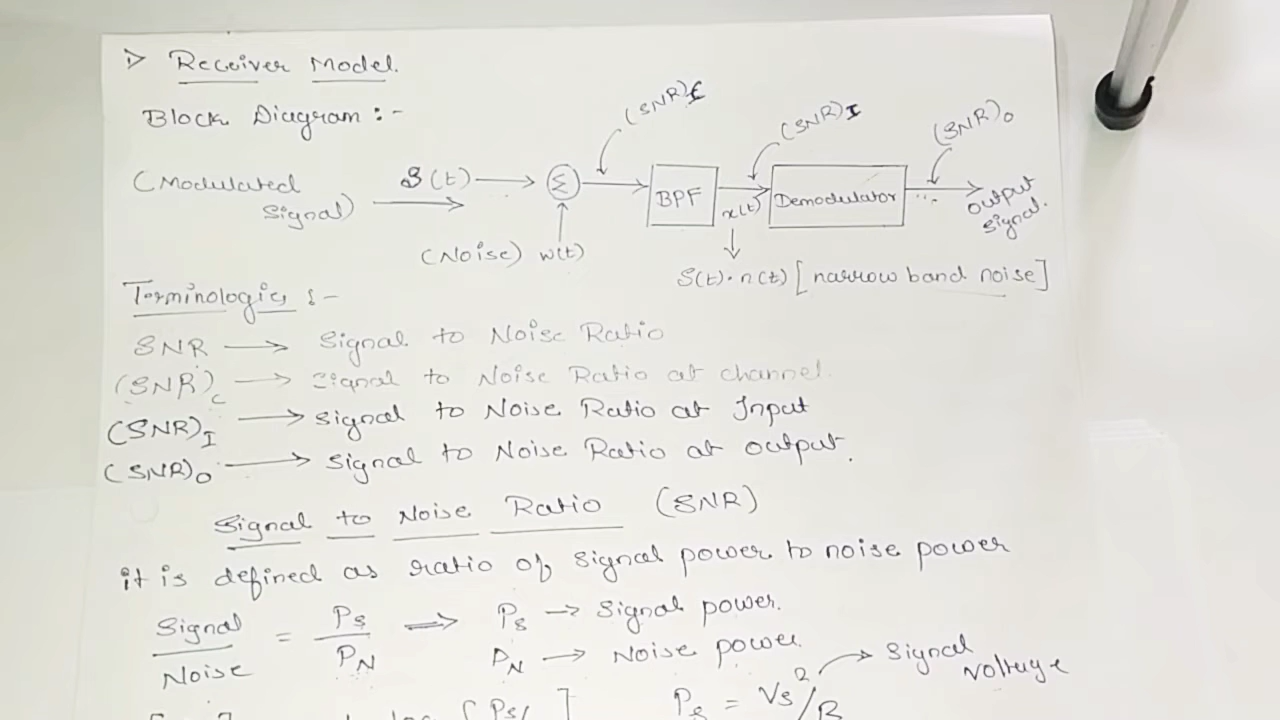 1) Receiver Model.
Block Diagram :-
(SNR)c
(SNR)I
(SNR)O
(Modulated Signal)
S(t)
Σ
BPF
x(t)
Demodulator
...
output signal.
(Noise) w(t)
S(t).n(t) [narrow band noise]
Terminologies :-
SNR → Signal to Noise Ratio
(SNR)c → Signal to Noise Ratio at channel.
(SNR)I → Signal to Noise Ratio at Input
(SNR)O → Signal to Noise Ratio at output.
Signal to Noise Ratio (SNR)
it is defined as ratio of signal power to noise power
Signal/Noise = PS/PN ⇒ PS → Signal power.
PN → Noise power.
Ps = Vs²/R → Signal voltage
log [Ps/ ]